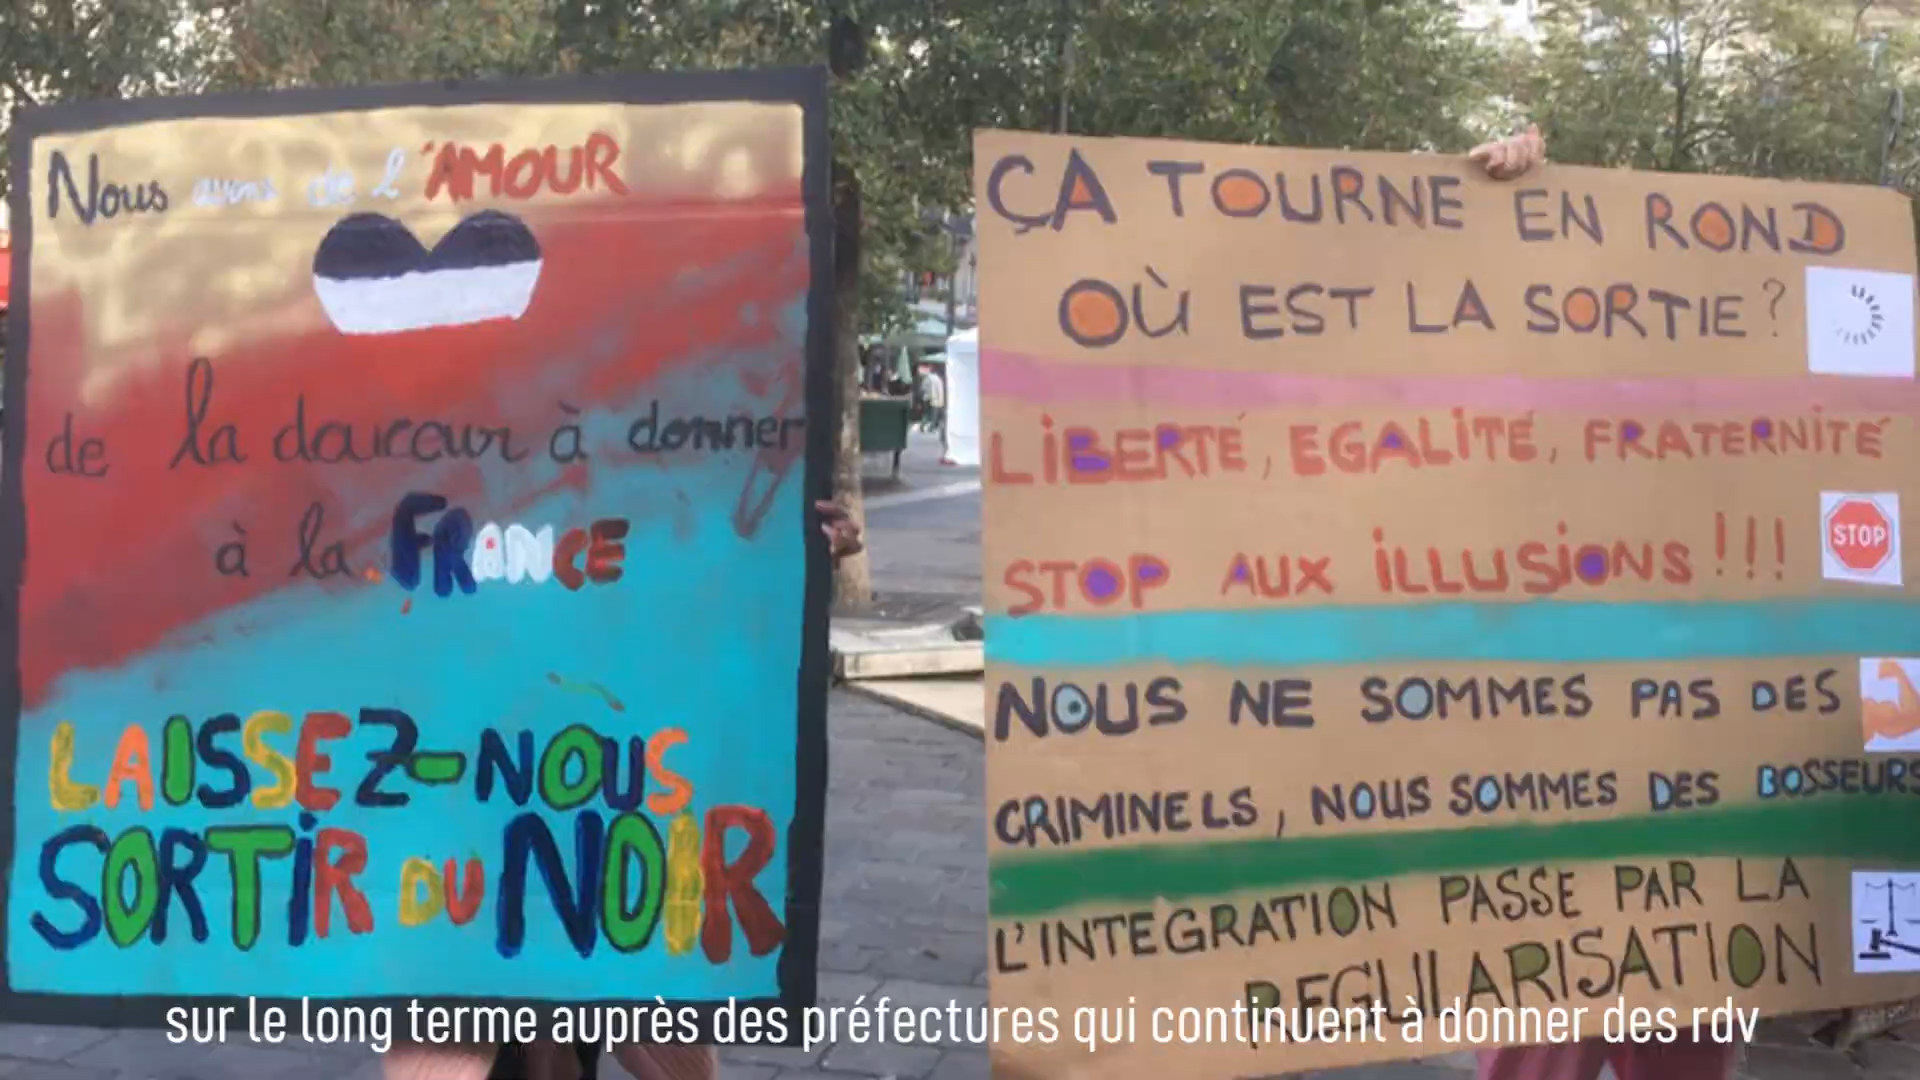 Nous avons de l'AMOUR
de la douceur à donner
à la FRANCE
LAISSEZ-NOUS
SORTIR DU NOIR
ÇA TOURNE EN ROND
OÙ EST LA SORTIE ?
LIBERTÉ, EGALITÉ, FRATERNITÉ
STOP AUX ILLUSIONS !!!
STOP
NOUS NE SOMMES PAS DES
CRIMINELS, NOUS SOMMES DES BOSSEURS
L'INTEGRATION PASSE PAR LA
REGULARISATION
sur le long terme auprès des préfectures qui continuent à donner des rdv